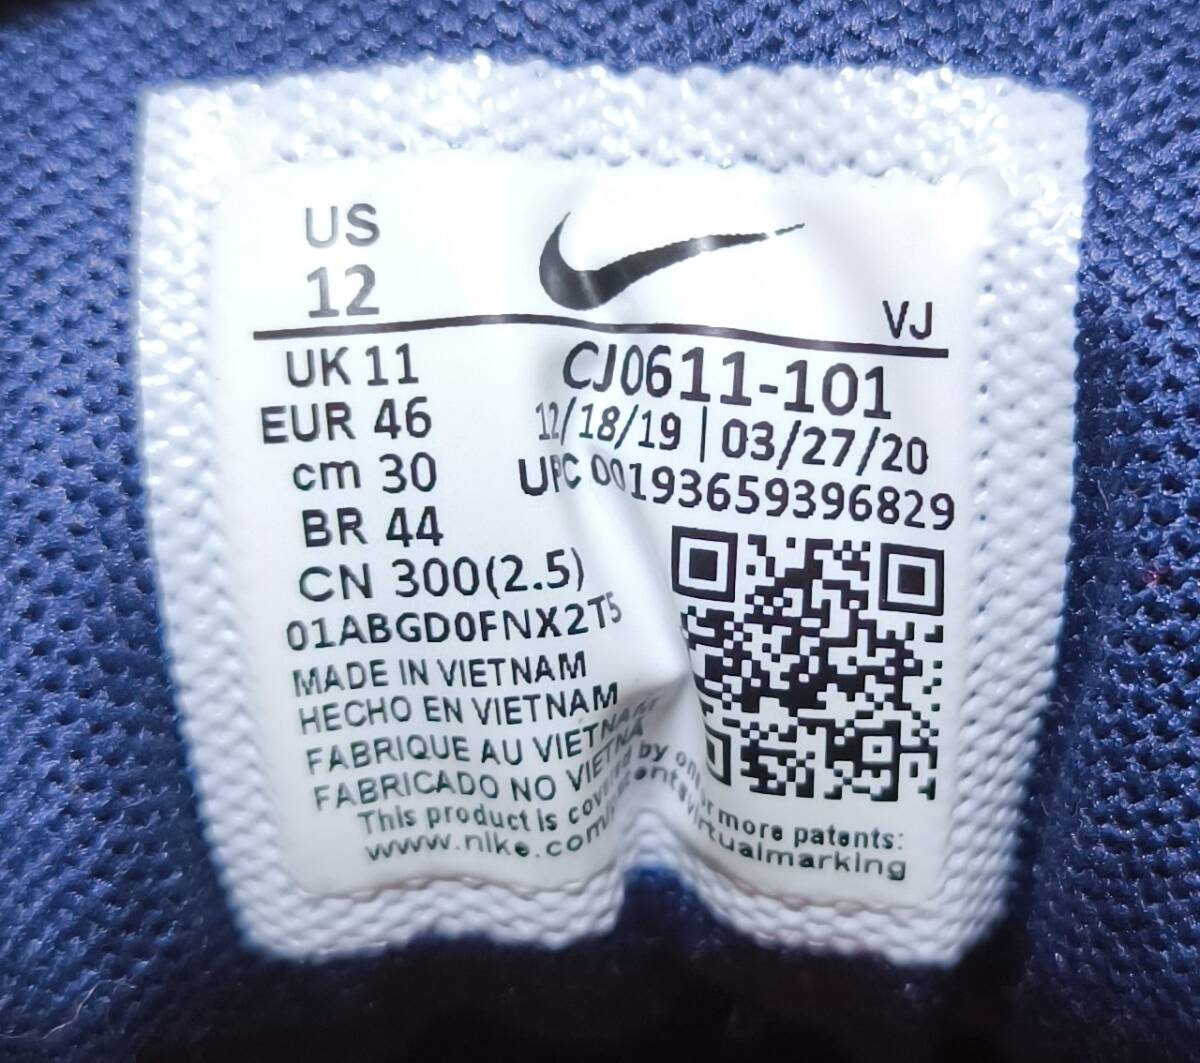 US
12
VJ
UK 11
EUR 46
cm 30
BR 44
CN 300(2.5)
CJ0611-101
12/18/19 | 03/27/20
UPC 00193659396829
01ABGD0FNX2T5
MADE IN VIETNAM
HECHO EN VIETNAM
FABRIQUE AU VIETNAM
FABRICADO NO VIETNA
This product is covered by one or more patents:
www.nike.com/patentsvirtualmarking